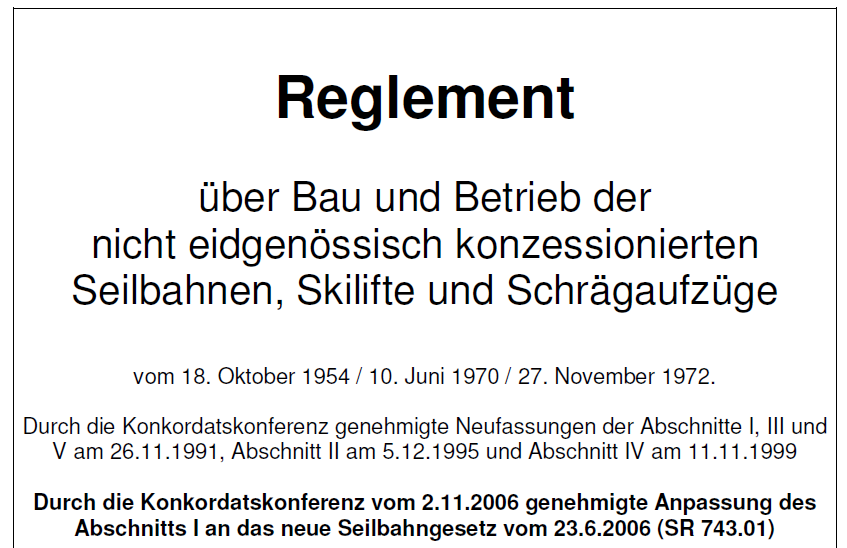 Reglement
über Bau und Betrieb der
nicht eidgenössisch konzessionierten
Seilbahnen, Skilifte und Schrägaufzüge
vom 18. Oktober 1954 / 10. Juni 1970 / 27. November 1972.
Durch die Konkordatskonferenz genehmigte Neufassungen der Abschnitte I, III und
V am 26.11.1991, Abschnitt II am 5.12.1995 und Abschnitt IV am 11.11.1999
Durch die Konkordatskonferenz vom 2.11.2006 genehmigte Anpassung des
Abschnitts I an das neue Seilbahngesetz vom 23.6.2006 (SR 743.01)